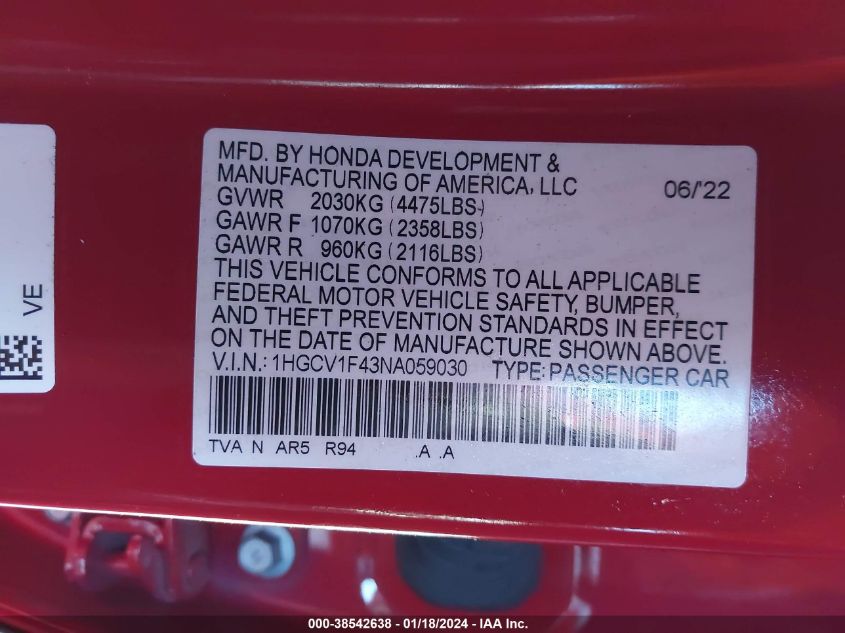 VE
MFD. BY HONDA DEVELOPMENT &
MANUFACTURING OF AMERICA, LLC 06/'22
GVWR 2030KG (4475LBS)
GAWR F 1070KG (2358LBS)
GAWR R 960KG (2116LBS)
THIS VEHICLE CONFORMS TO ALL APPLICABLE
FEDERAL MOTOR VEHICLE SAFETY, BUMPER,
AND THEFT PREVENTION STANDARDS IN EFFECT
ON THE DATE OF MANUFACTURE SHOWN ABOVE.
V.I.N.: 1HGCV1F43NA059030 TYPE: PASSENGER CAR
TVA N AR5 R94 .A .A
000-38542638 - 01/18/2024 - IAA Inc.